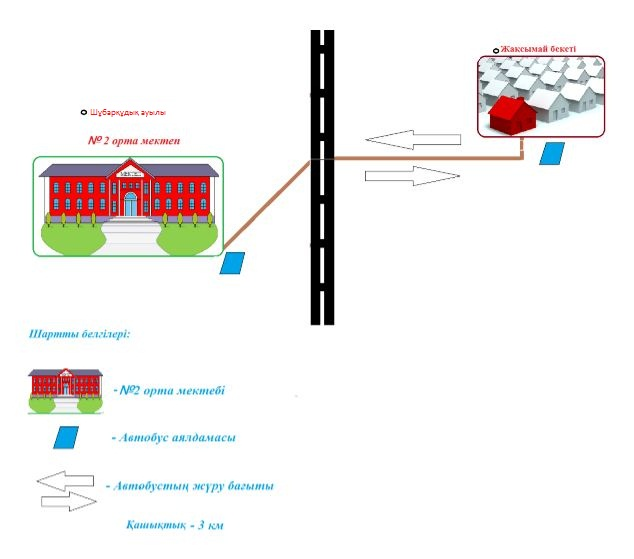 Жақсымай бекеті
Шұбарқұдық ауылы
№ 2 орта мектеп
МЕКТЕП
Шартты белгілері:
- №2 орта мектебі
- Автобус аялдамасы
- Автобустың жүру бағыты
Қашықтық - 3 км